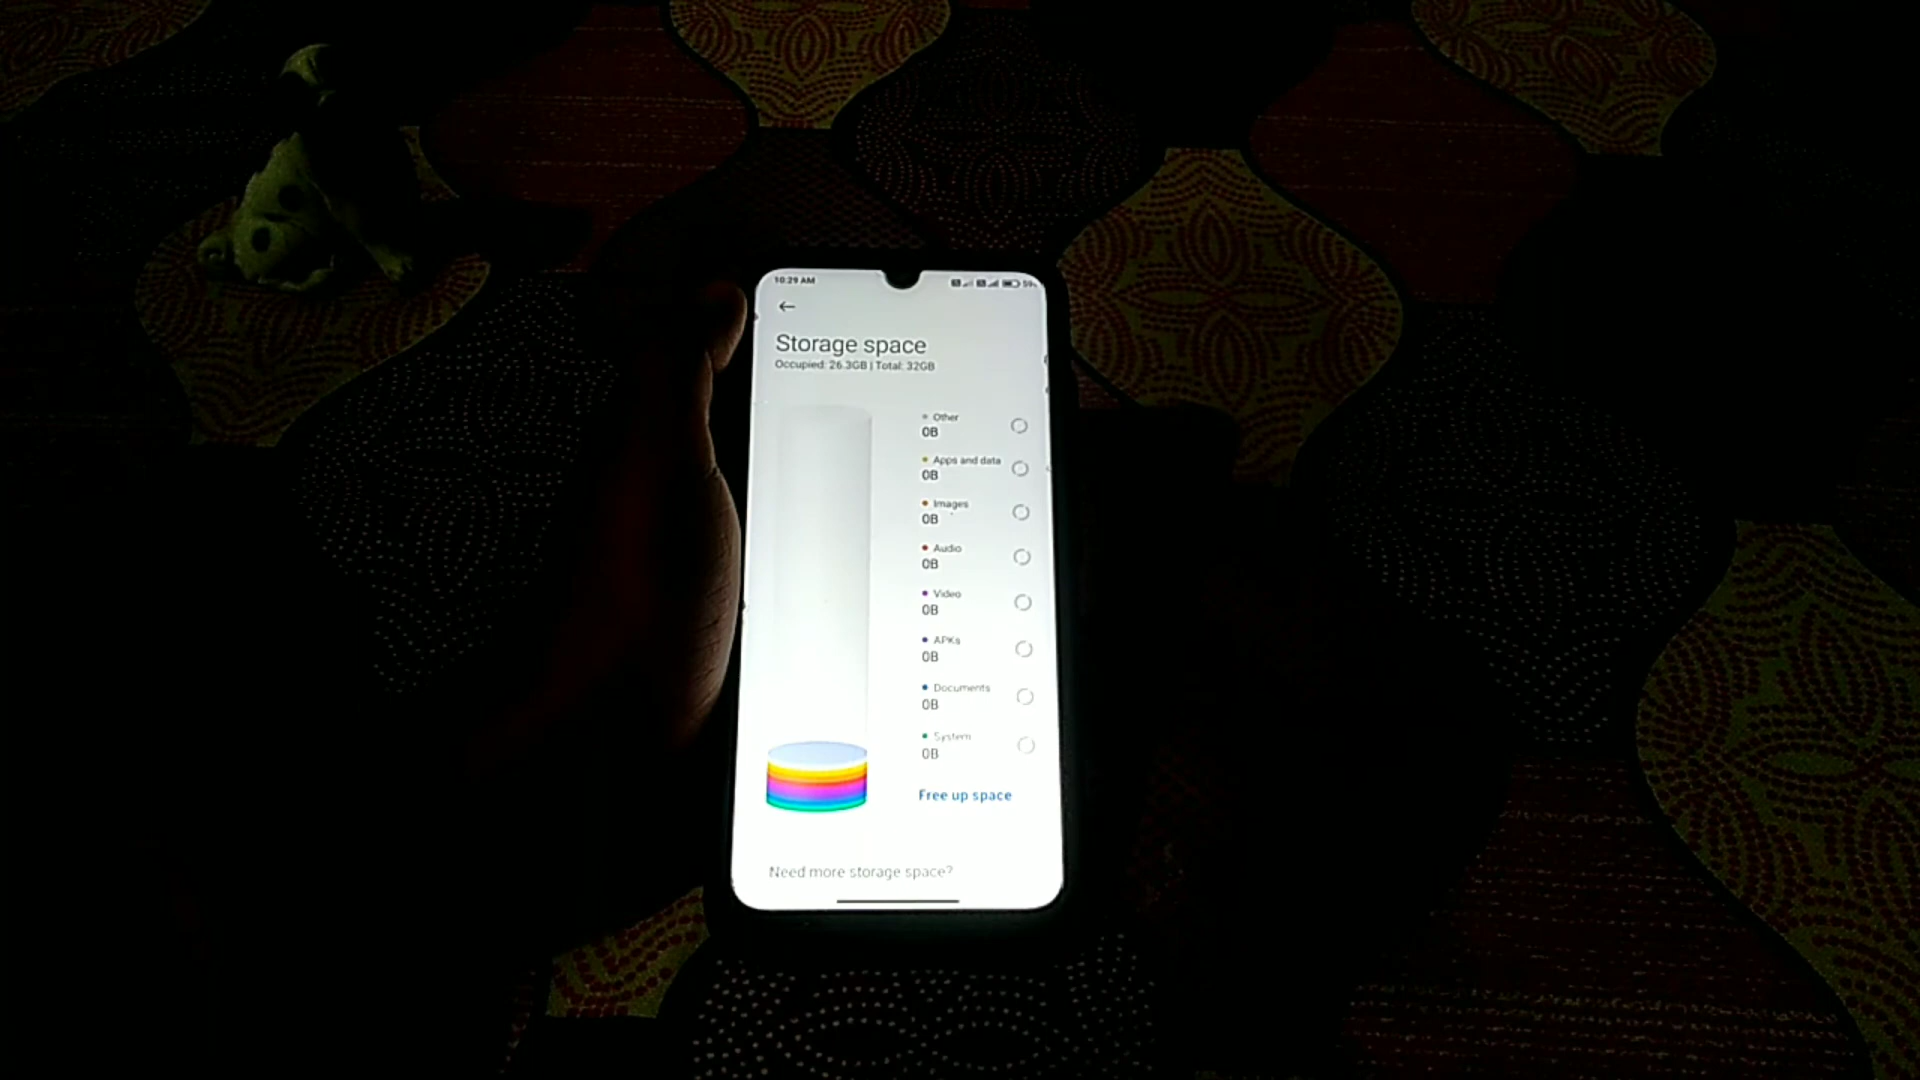 10:29 AM
59%
Storage space
Occupied: 26.3GB | Total: 32GB
Other
0B
Apps and data
0B
Images
0B
Audio
0B
Video
0B
APKs
0B
Documents
0B
System
0B
Free up space
Need more storage space?